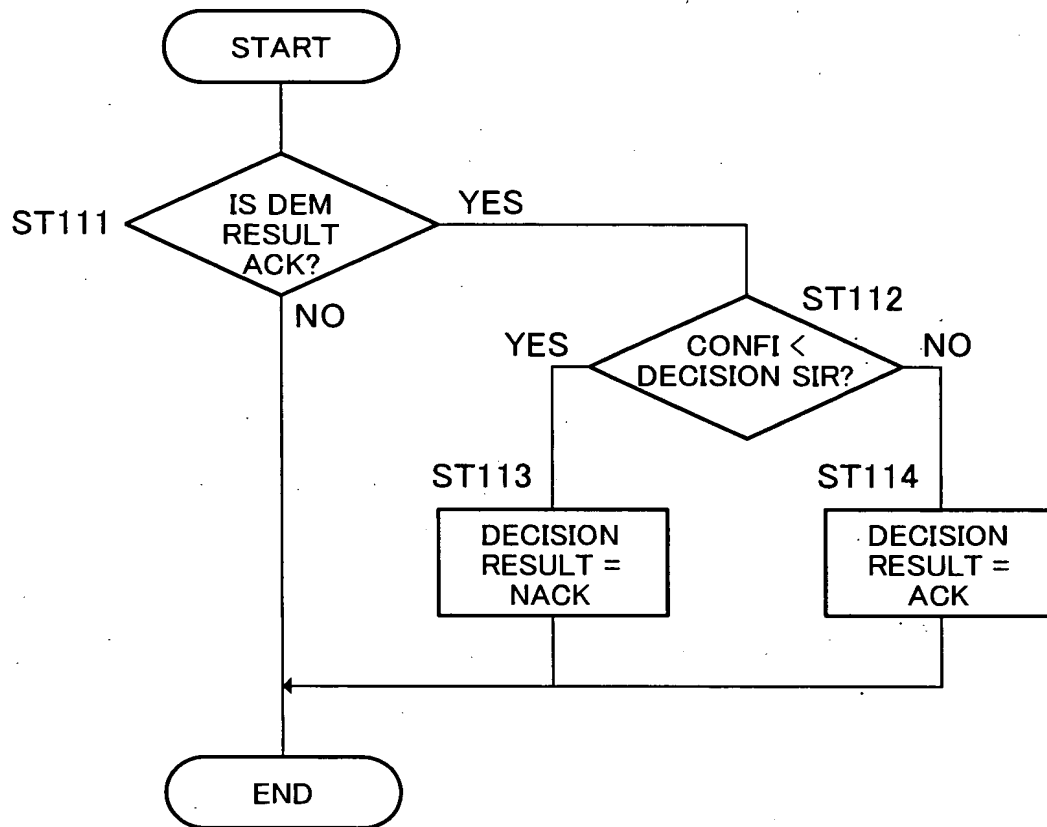 START
ST111
IS DEM
RESULT
ACK?
YES
NO
ST112
YES
CONFI <
DECISION SIR?
NO
ST113
ST114
DECISION
RESULT =
NACK
DECISION
RESULT =
ACK
END